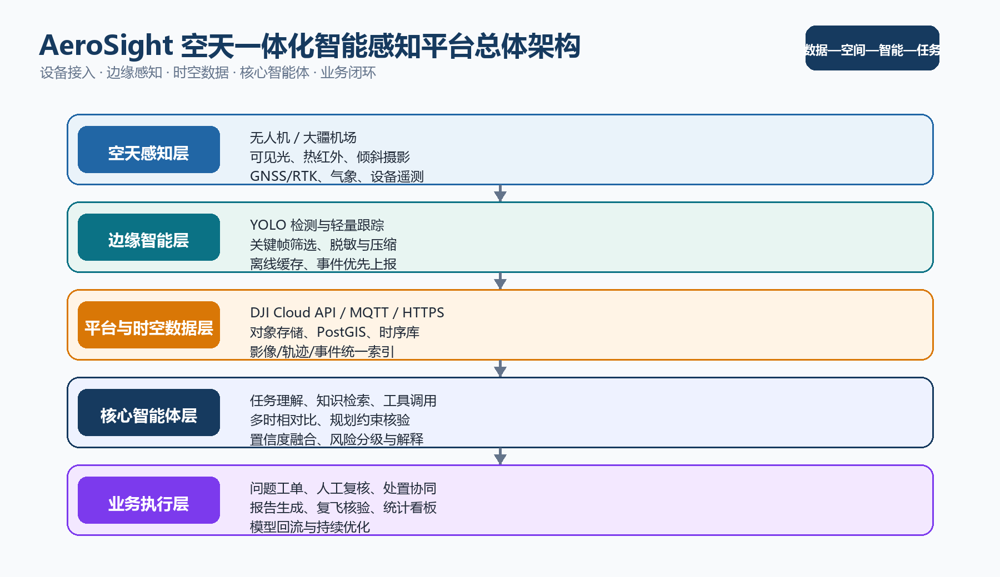 AeroSight 空天一体化智能感知平台总体架构
数据—空间—智能—任务
设备接入 · 边缘感知 · 时空数据 · 核心智能体 · 业务闭环
空天感知层
无人机 / 大疆机场
可见光、热红外、倾斜摄影
GNSS/RTK、气象、设备遥测
边缘智能层
YOLO 检测与轻量跟踪
关键帧筛选、脱敏与压缩
离线缓存、事件优先上报
平台与时空数据层
DJI Cloud API / MQTT / HTTPS
对象存储、PostGIS、时序库
影像/轨迹/事件统一索引
核心智能体层
任务理解、知识检索、工具调用
多时相对比、规划约束核验
置信度融合、风险分级与解释
业务执行层
问题工单、人工复核、处置协同
报告生成、复飞核验、统计看板
模型回流与持续优化